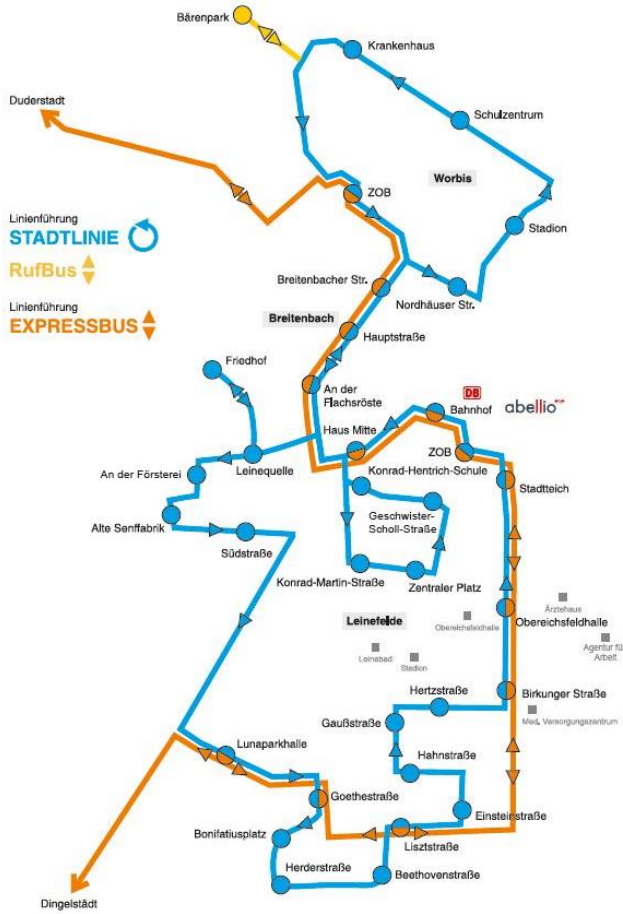 Bärenpark
Krankenhaus
Duderstadt
Schulzentrum
Worbis
ZOB
Linienführung
STADTLINIE
Stadion
RufBus
Breitenbacher Str.
Nordhäuser Str.
Linienführung
EXPRESSBUS
Breitenbach
Hauptstraße
Friedhof
An der
Flachsröste
DB
abellio
Bahnhof
Haus Mitte
ZOB
Leinequelle
Konrad-Hentrich-Schule
An der Försterei
Stadtteich
Geschwister-
Scholl-Straße
Alte Senffabrik
Südstraße
Konrad-Martin-Straße
Zentraler Platz
Ärztehaus
Leinefelde
Obereichsfeldhalle
Obereichsfeldhalle
Agentur fü
Arbeit
Leinebad
Stadion
Hertzstraße
Birkunger Straße
Gaußstraße
Med. Versorgungszentrum
Lunaparkhalle
Hahnstraße
Goethestraße
Einsteinstraße
Bonifatiusplatz
Lisztstraße
Herderstraße
Beethovenstraße
Dingelstädt